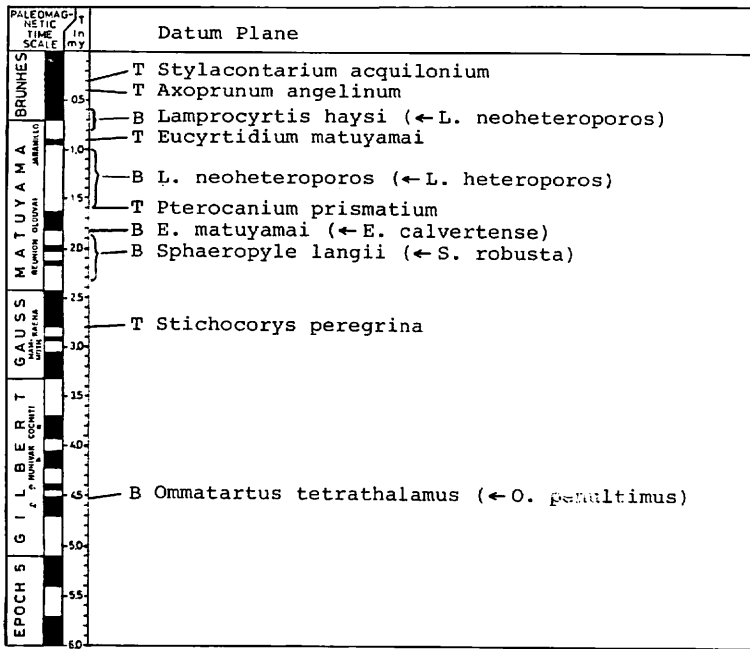 PALEOMAG-
NETIC
TIME
SCALE
T
in
my
Datum Plane
BRUNHES
MATUYAMA
JARAMILLO
OLDUVAI
REUNION
GAUSS
KAENA
GILBERT
COCHITI
NUNIVAK
EPOCH 5
0.5
1.0
1.5
2.0
2.5
3.0
3.5
4.0
4.5
5.0
5.5
6.0
T Stylacontarium acquilonium
T Axoprunum angelinum
B Lamprocyrtis haysi (←L. neoheteroporos)
T Eucyrtidium matuyamai
B L. neoheteroporos (←L. heteroporos)
T Pterocanium prismatium
B E. matuyamai (←E. calvertense)
B Sphaeropyle langii (←S. robusta)
T Stichocorys peregrina
B Ommatartus tetrathalamus (←O. penultimus)